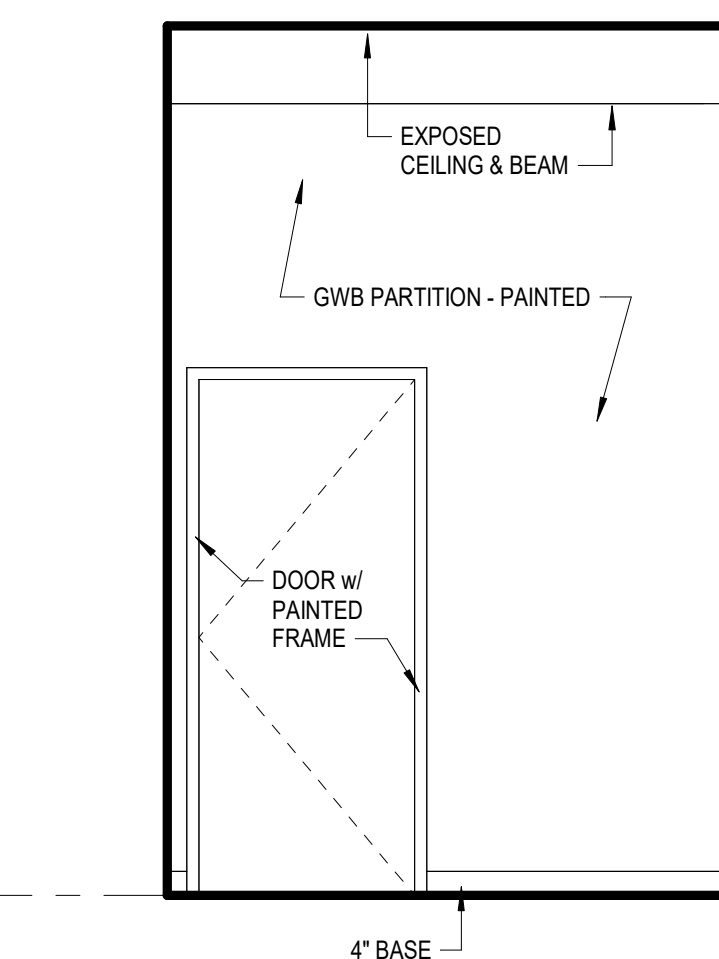 EXPOSED
CEILING & BEAM
GWB PARTITION - PAINTED
DOOR w/
PAINTED
FRAME
4" BASE